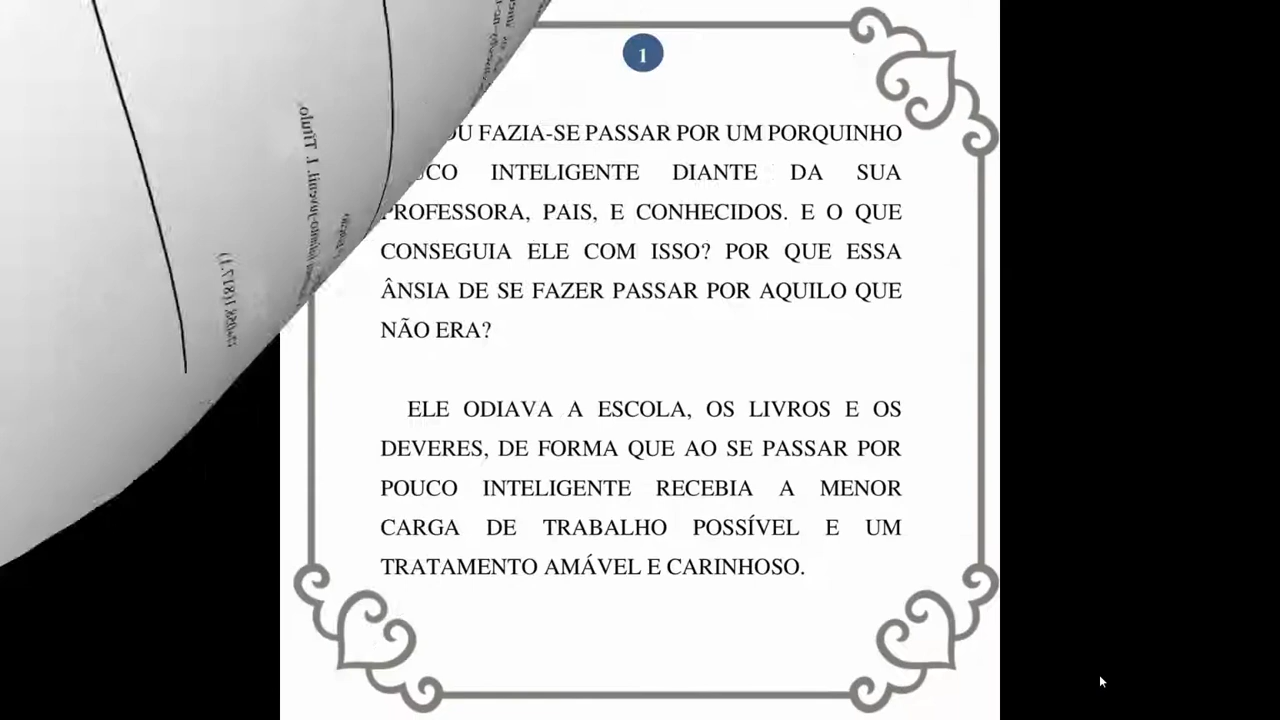 1
FAZIA-SE PASSAR POR UM PORQUINHO
INTELIGENTE DIANTE DA SUA
PROFESSORA, PAIS, E CONHECIDOS. E O QUE
CONSEGUIA ELE COM ISSO? POR QUE ESSA
ÂNSIA DE SE FAZER PASSAR POR AQUILO QUE
NÃO ERA?
ELE ODIAVA A ESCOLA, OS LIVROS E OS
DEVERES, DE FORMA QUE AO SE PASSAR POR
POUCO INTELIGENTE RECEBIA A MENOR
CARGA DE TRABALHO POSSÍVEL E UM
TRATAMENTO AMÁVEL E CARINHOSO.